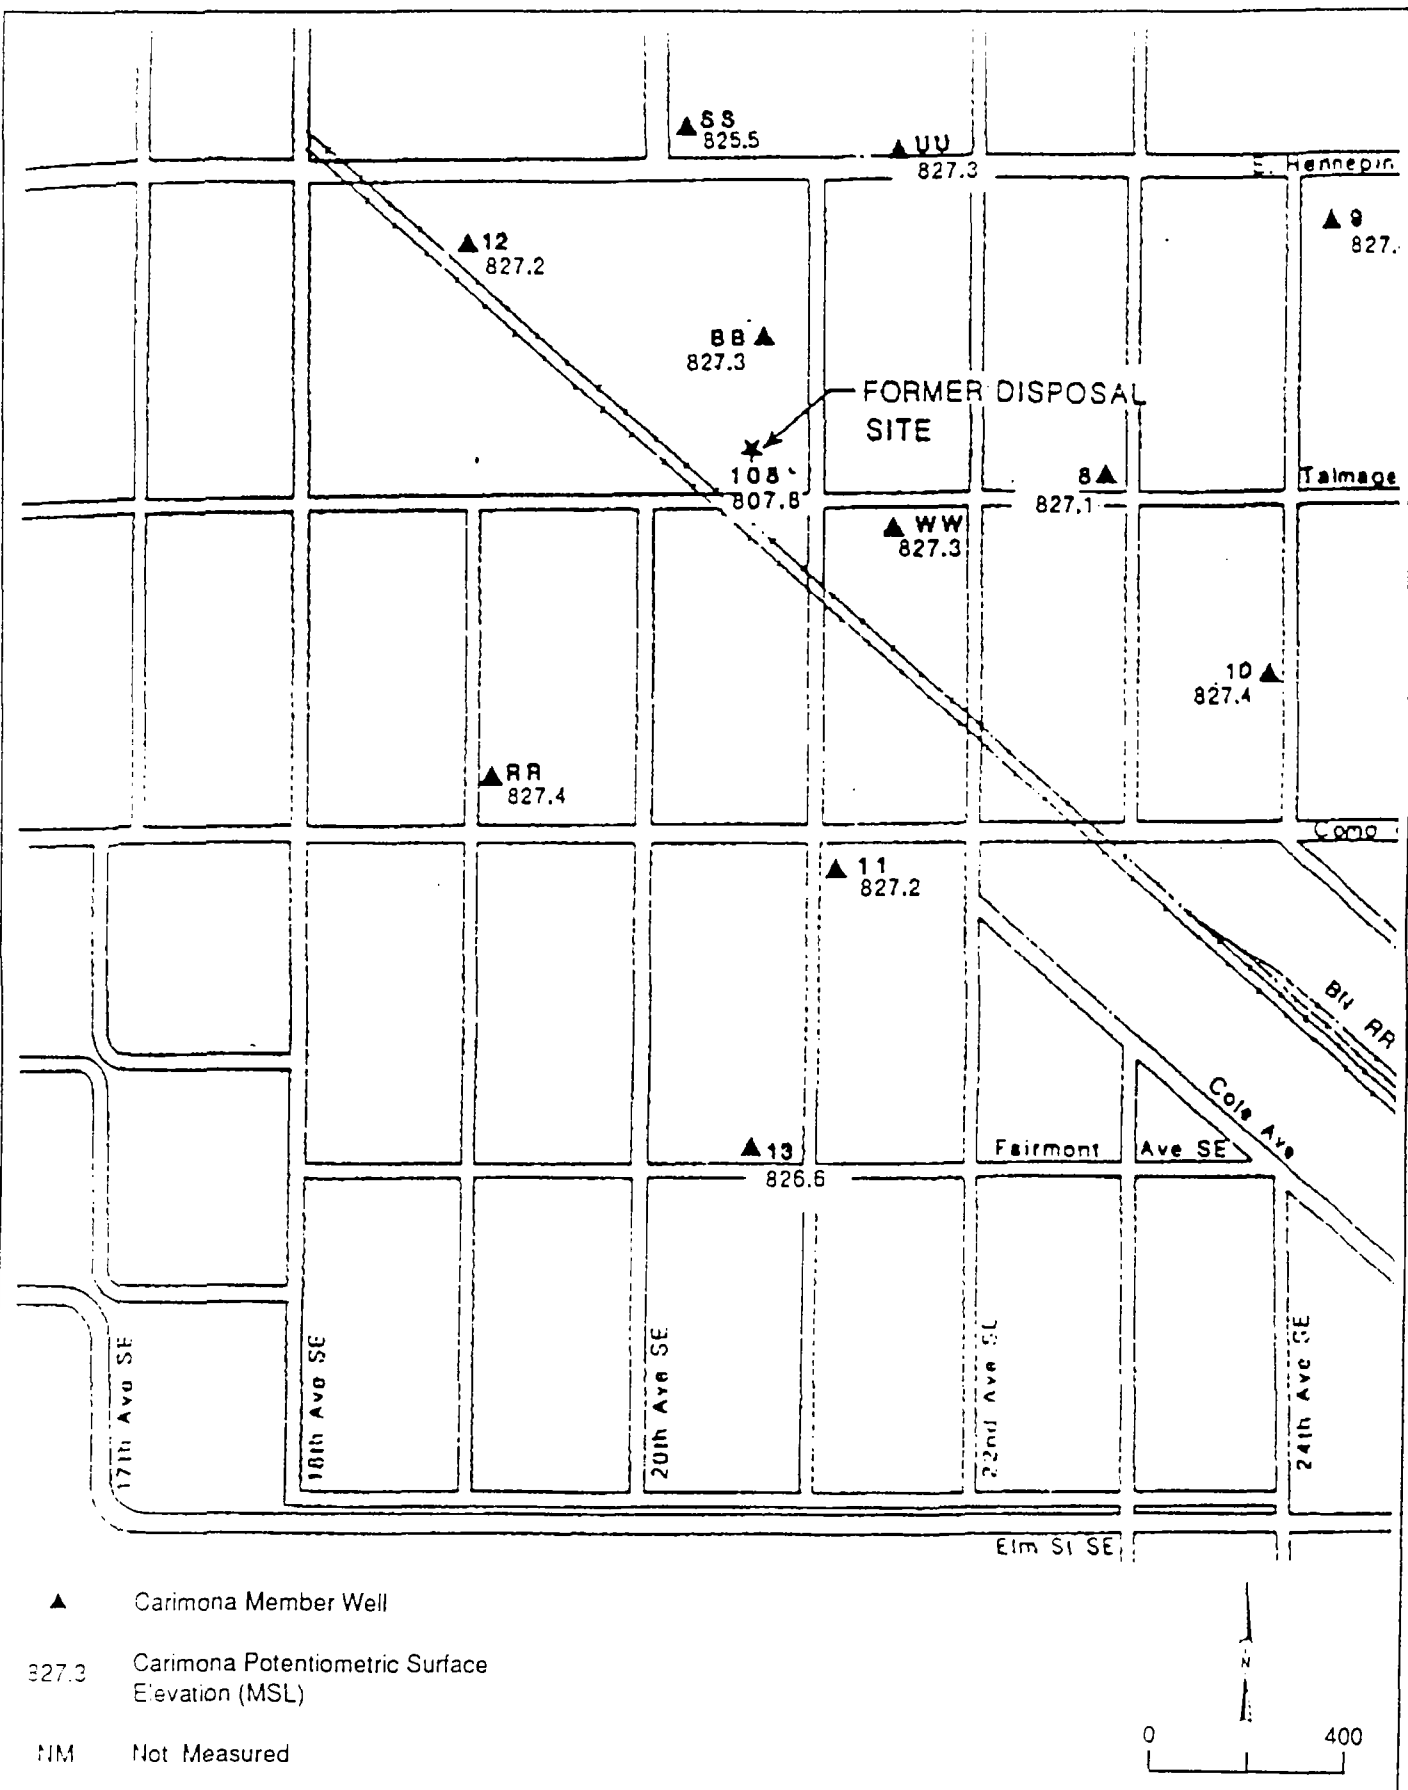 SS
825.5
UU
827.3
E. Hennepin
9
827.
12
827.2
BB
827.3
FORMER DISPOSAL
SITE
108
807.8
8
827.1
Talmage
WW
827.3
10
827.4
RR
827.4
Como
11
827.2
BN RR
Cole Ave
13
826.6
Fairmont Ave SE
17th Ave SE
18th Ave SE
20th Ave SE
22nd Ave SE
24th Ave SE
Elm St SE
Carimona Member Well
827.3 Carimona Potentiometric Surface
Elevation (MSL)
NM Not Measured
N
0 400